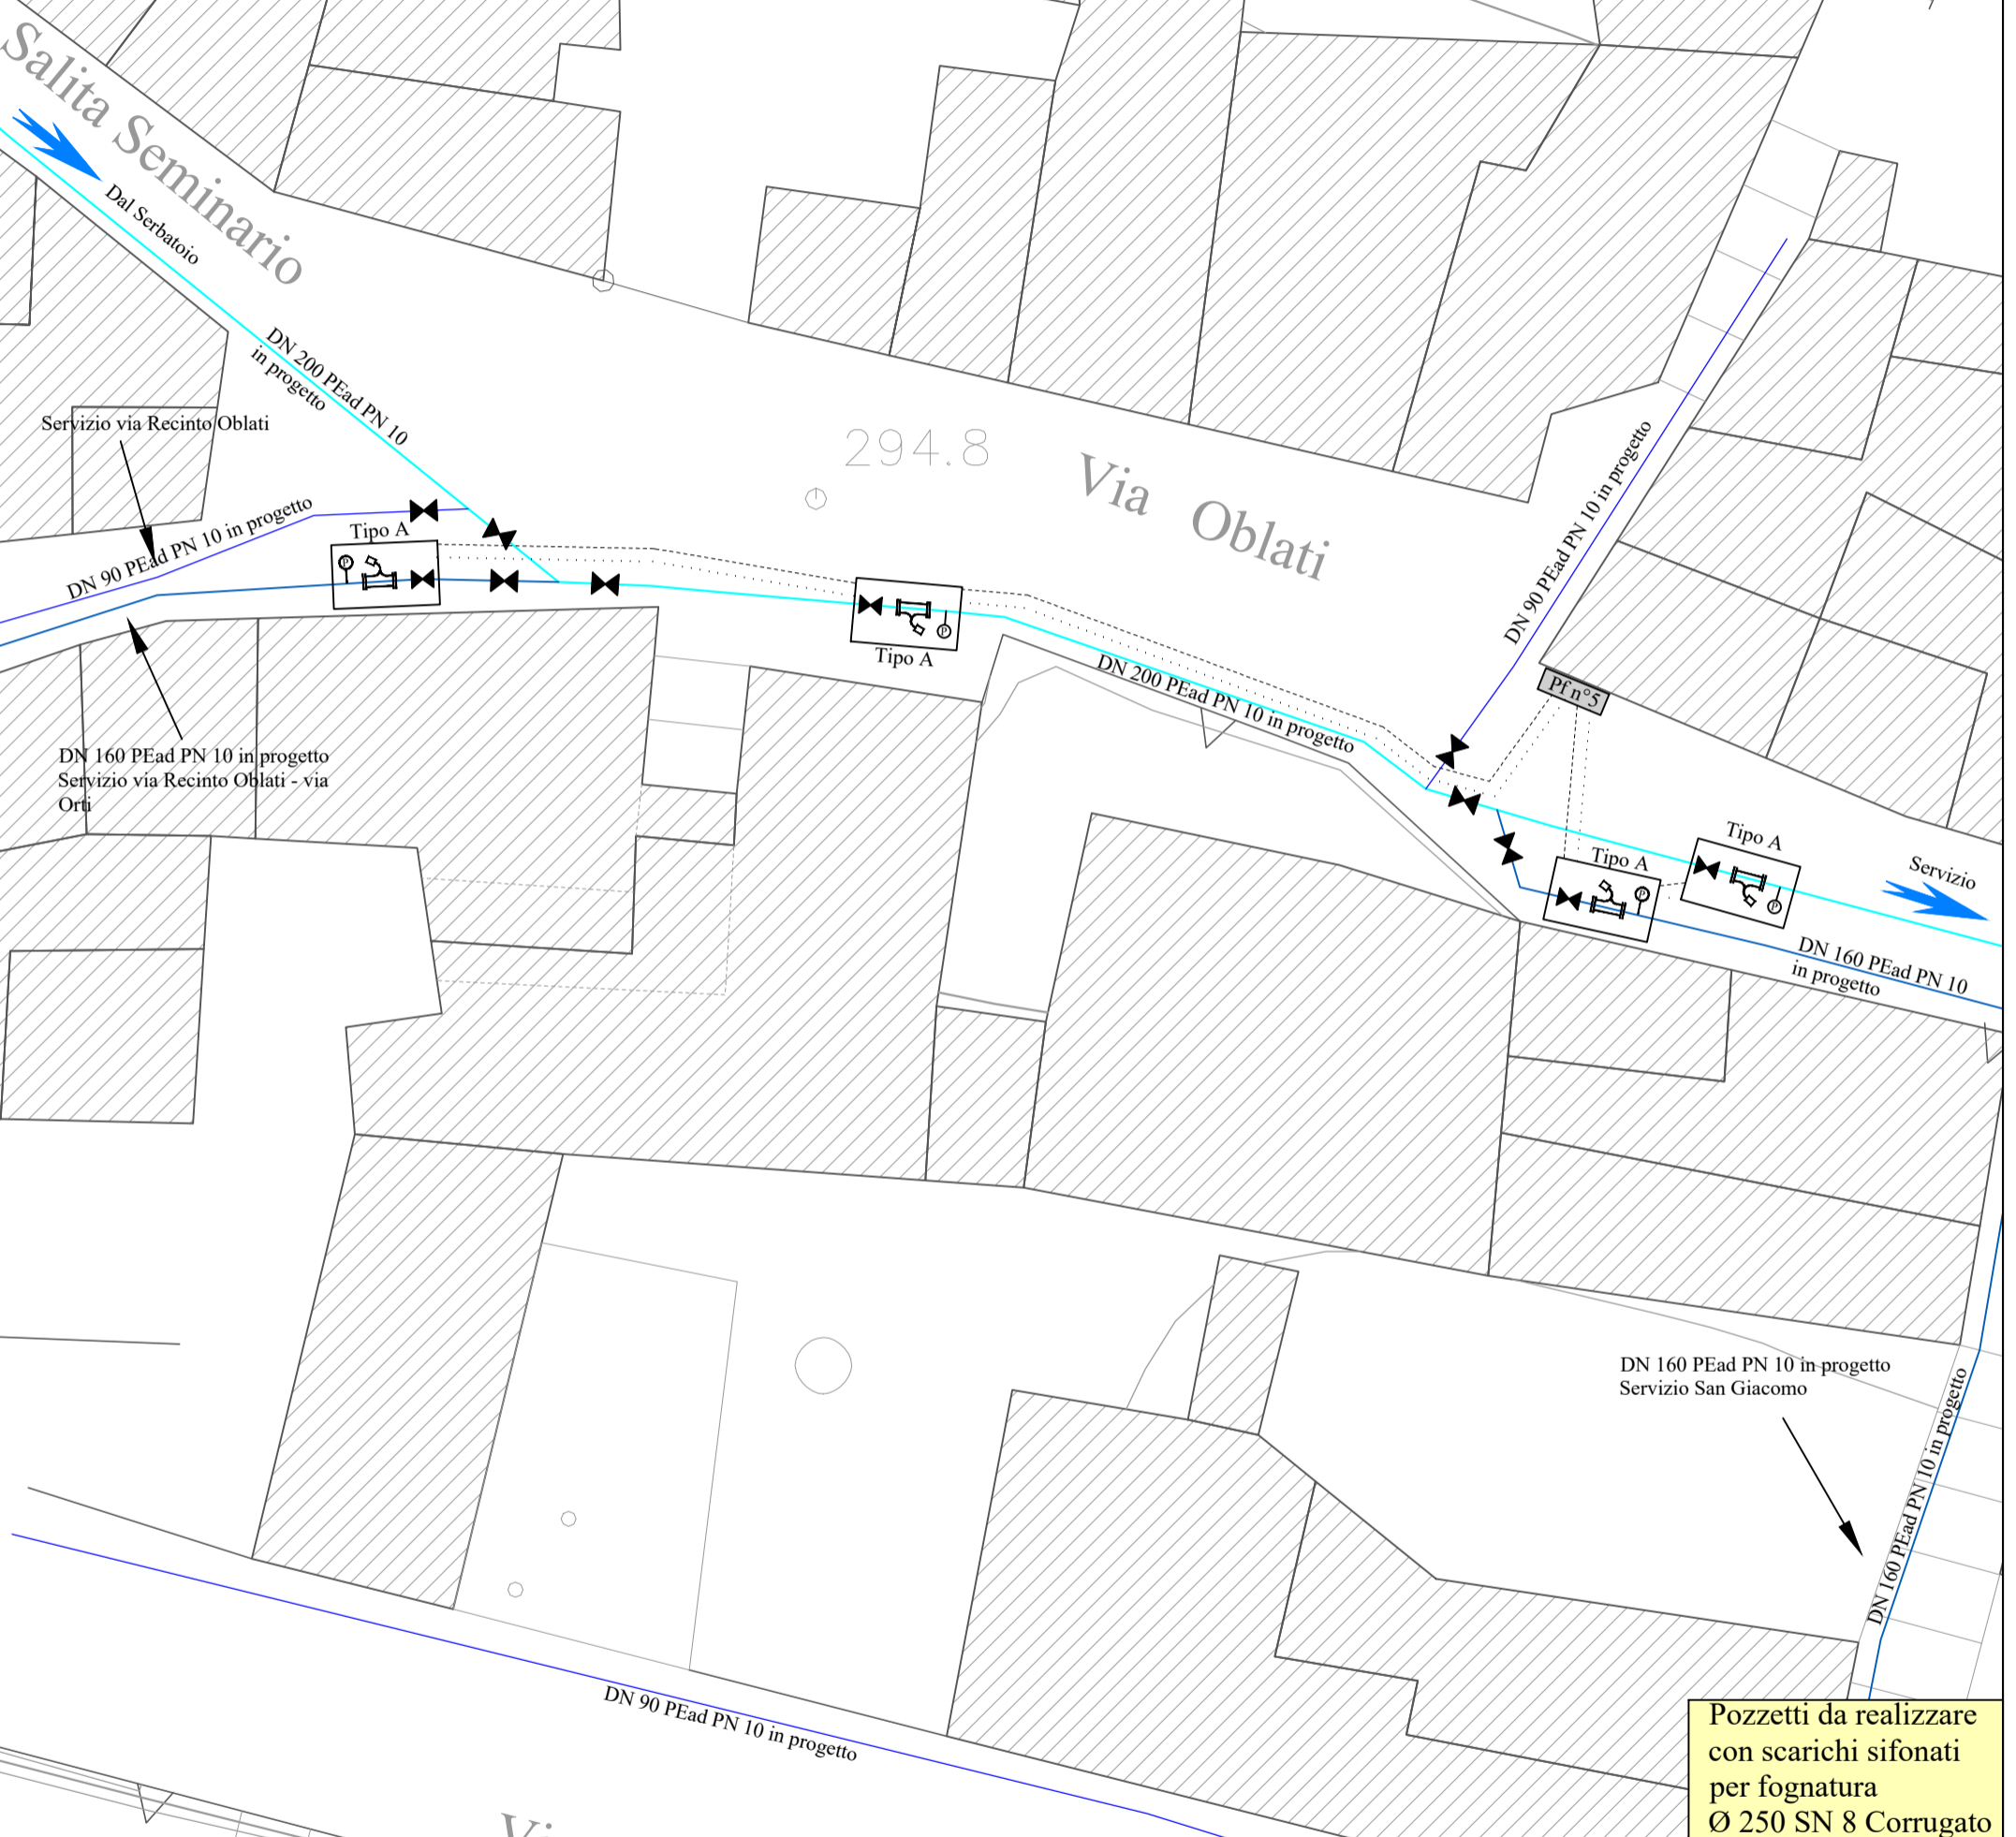 Salita Seminario
Dal Serbatoio
DN 200 PEad PN 10
in progetto
Servizio via Recinto Oblati
DN 90 PEad PN 10 in progetto
Tipo A
P
294.8
Via Oblati
Tipo A
P
DN 200 PEad PN 10 in progetto
DN 90 PEad PN 10 in progetto
Pf n°5
DN 160 PEad PN 10 in progetto
Servizio via Recinto Oblati - via
Orti
Tipo A
P
Tipo A
P
Servizio
DN 160 PEad PN 10
in progetto
DN 160 PEad PN 10 in progetto
Servizio San Giacomo
DN 160 PEad PN 10 in progetto
DN 90 PEad PN 10 in progetto
Pozzetti da realizzare
con scarichi sifonati
per fognatura
Ø 250 SN 8 Corrugato